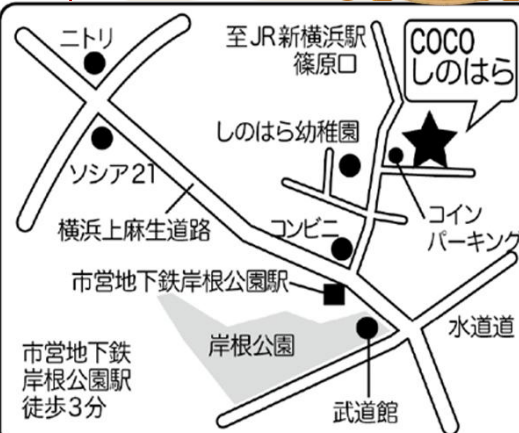 ニトリ
至JR新横浜駅
篠原口
COCO
しのはら
しのはら幼稚園
ソシア21
コイン
パーキング
横浜上麻生道路
コンビニ
市営地下鉄岸根公園駅
岸根公園
水道道
市営地下鉄
岸根公園駅
徒歩3分
武道館